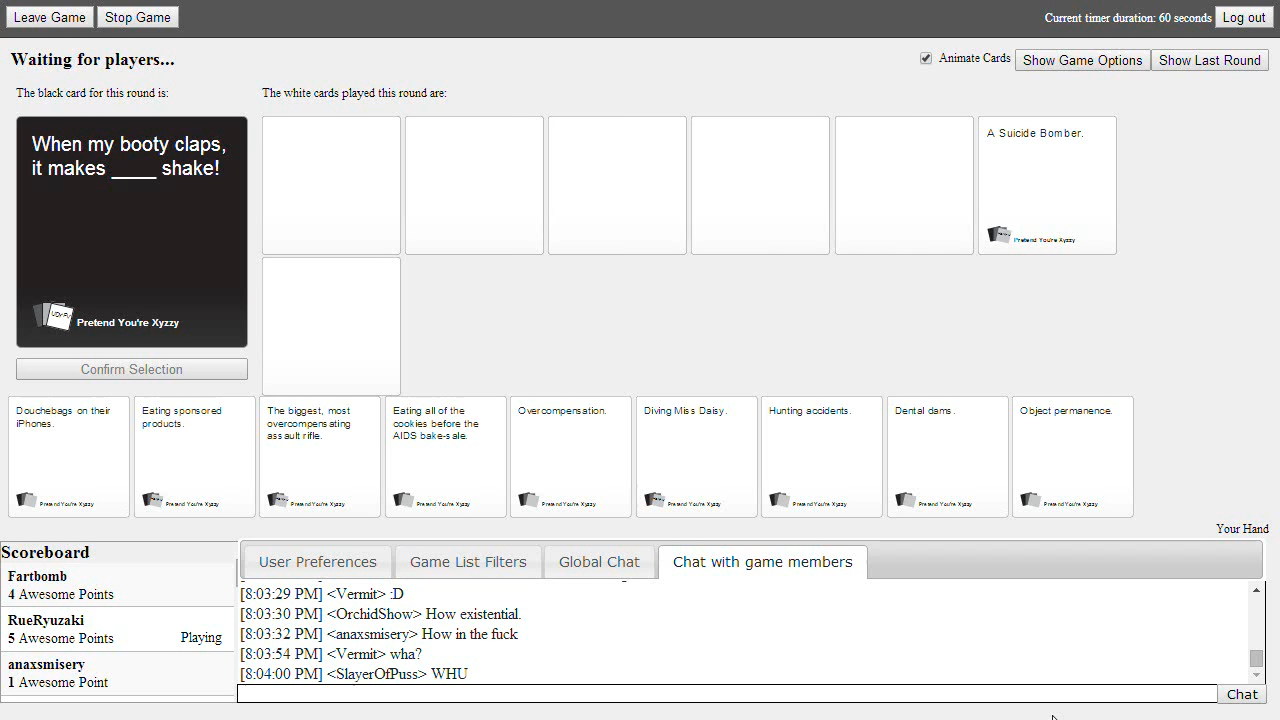 Leave Game
Stop Game
Current timer duration: 60 seconds
Log out
Waiting for players...
Animate Cards
Show Game Options
Show Last Round
The black card for this round is:
The white cards played this round are:
When my booty claps,
it makes ____ shake!
Pretend You're Xyzzy
Confirm Selection
A Suicide Bomber.
Pretend You're Xyzzy
Douchebags on their
iPhones.
Pretend You're Xyzzy
Eating sponsored
products.
Pretend You're Xyzzy
The biggest, most
overcompensating
assault rifle.
Pretend You're Xyzzy
Eating all of the
cookies before the
AIDS bake-sale.
Pretend You're Xyzzy
Overcompensation.
Pretend You're Xyzzy
Diving Miss Daisy.
Pretend You're Xyzzy
Hunting accidents.
Pretend You're Xyzzy
Dental dams.
Pretend You're Xyzzy
Object permanence.
Pretend You're Xyzzy
Your Hand
Scoreboard
Fartbomb
4 Awesome Points
RueRyuzaki
5 Awesome Points
Playing
anaxsmisery
1 Awesome Point
User Preferences
Game List Filters
Global Chat
Chat with game members
[8:03:29 PM] <Vermit> :D
[8:03:30 PM] <OrchidShow> How existential.
[8:03:32 PM] <anaxsmisery> How in the fuck
[8:03:54 PM] <Vermit> wha?
[8:04:00 PM] <SlayerOfPuss> WHU
Chat